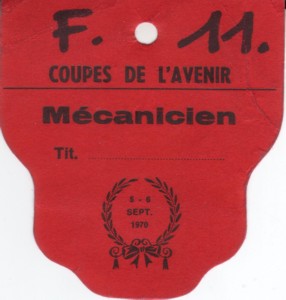 F. 11.
COUPES DE L'AVENIR
Mécanicien
Tit.
5 - 6
SEPT.
1970